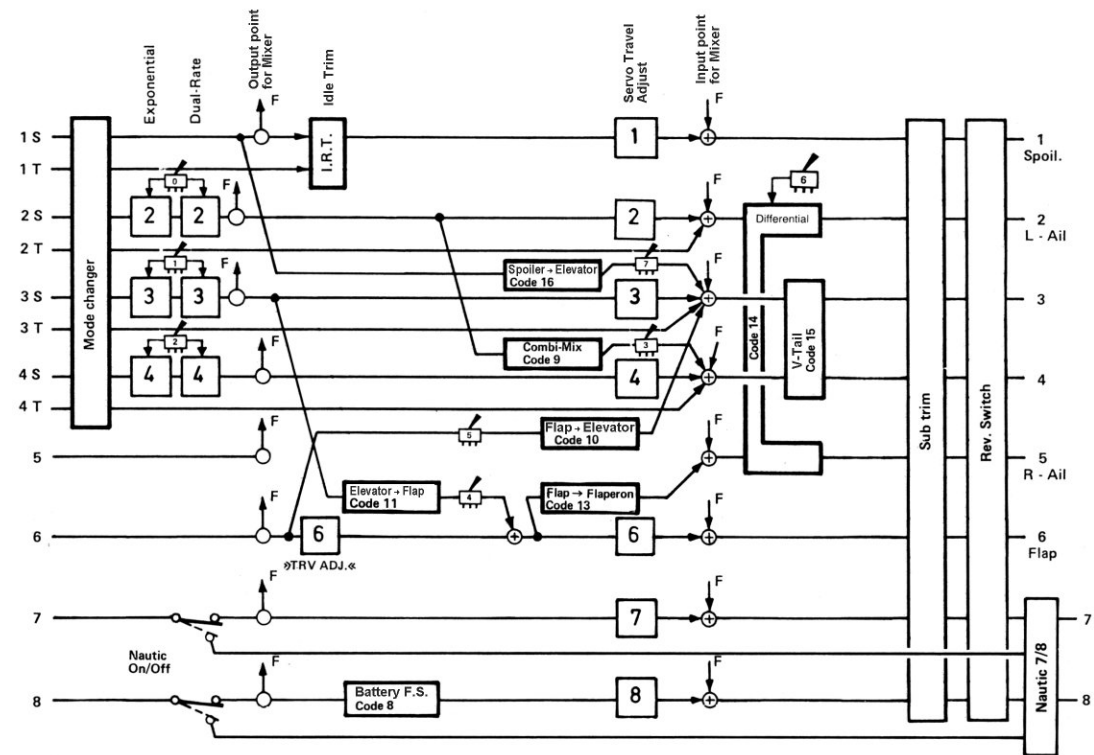 Exponential
Dual-Rate
Output point
for Mixer
Idle Trim
Servo Travel
Adjust
Input point
for Mixer
F
F
1 S
I.R.T.
1
1
Spoil.
1 T
Mode changer
0
F
F
6
2 S
2
2
2
Differential
2
L - Ail
2 T
1
F
Spoiler → Elevator
Code 16
7
F
3 S
3
3
3
3
3 T
2
F
Combi-Mix
Code 9
3
F
Code 14
V-Tail
Code 15
4 S
4
4
4
4
4 T
F
5
Flap → Elevator
Code 10
F
Sub trim
Rev. Switch
5
5
R - Ail
F
Elevator → Flap
Code 11
4
Flap → Flaperon
Code 13
F
6
6
6
6
Flap
»TRV ADJ.«
F
F
7
7
7
Nautic
On/Off
Nautic 7/8
F
F
8
Battery F.S.
Code 8
8
8